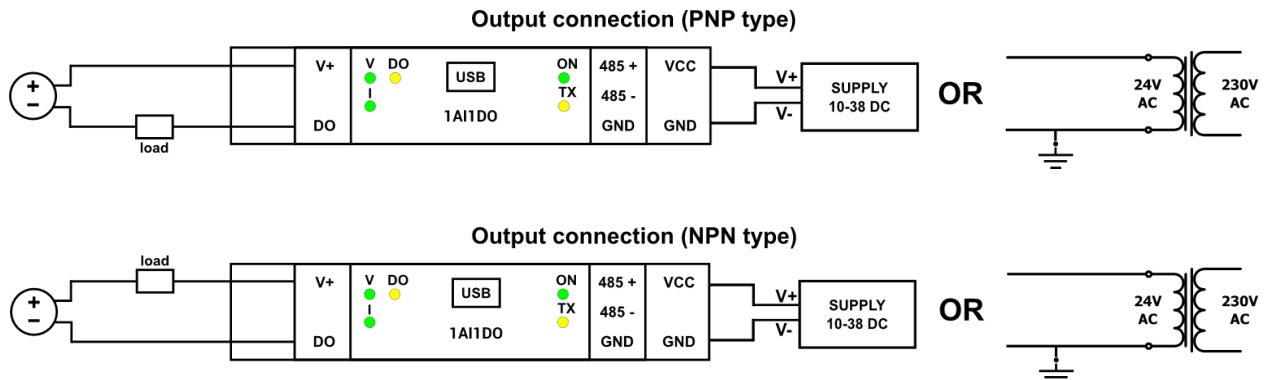 Output connection (PNP type)
+
−
load
V+
DO
V DO
I
USB
1AI1DO
ON
TX
485 +
485 -
GND
VCC
GND
V+
V-
SUPPLY
10-38 DC
OR
24V
AC
230V
AC
Output connection (NPN type)
load
+
−
V+
DO
V DO
I
USB
1AI1DO
ON
TX
485 +
485 -
GND
VCC
GND
V+
V-
SUPPLY
10-38 DC
OR
24V
AC
230V
AC